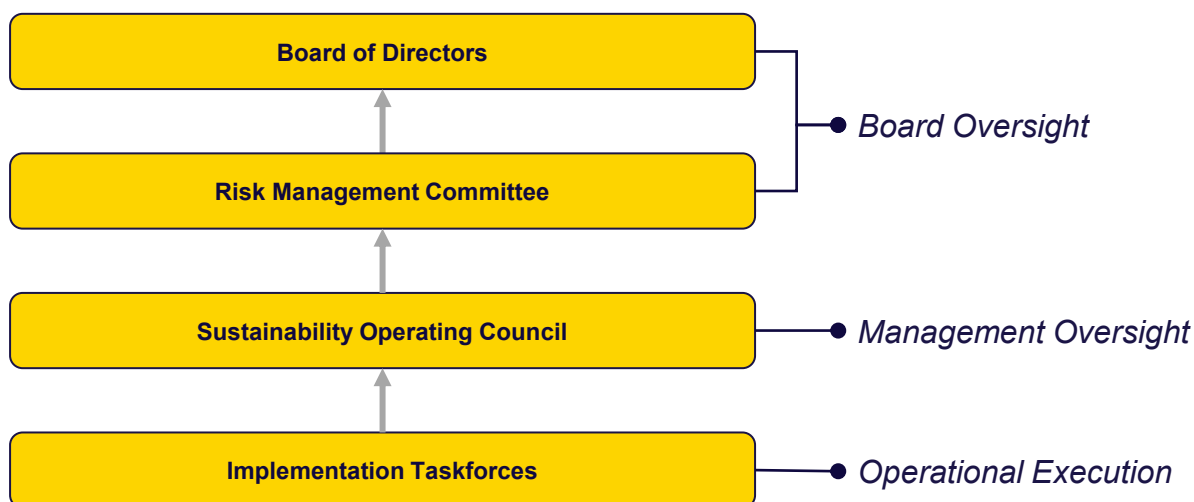 Board of Directors
Board Oversight
Risk Management Committee
Sustainability Operating Council
Management Oversight
Implementation Taskforces
Operational Execution